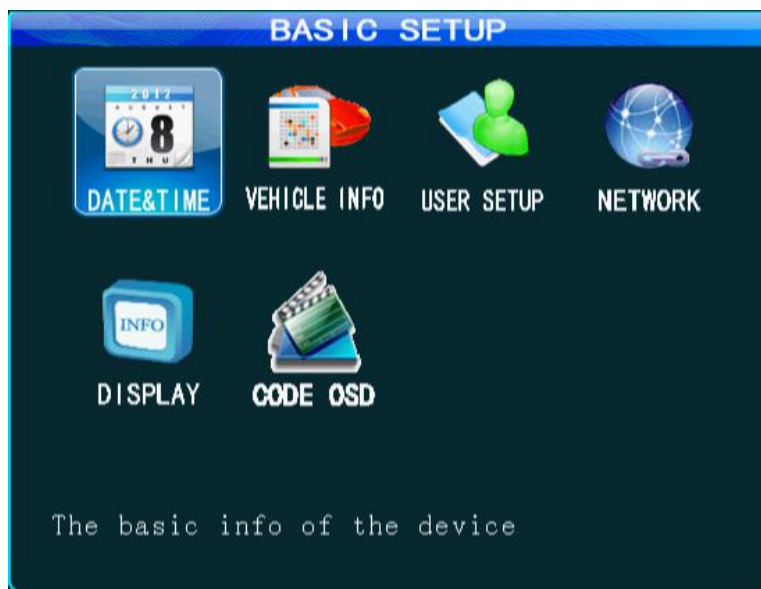 BASIC SETUP
2012
AUGUST
8
THU
DATE&TIME
VEHICLE INFO
USER SETUP
NETWORK
INFO
DISPLAY
CODE OSD
The basic info of the device